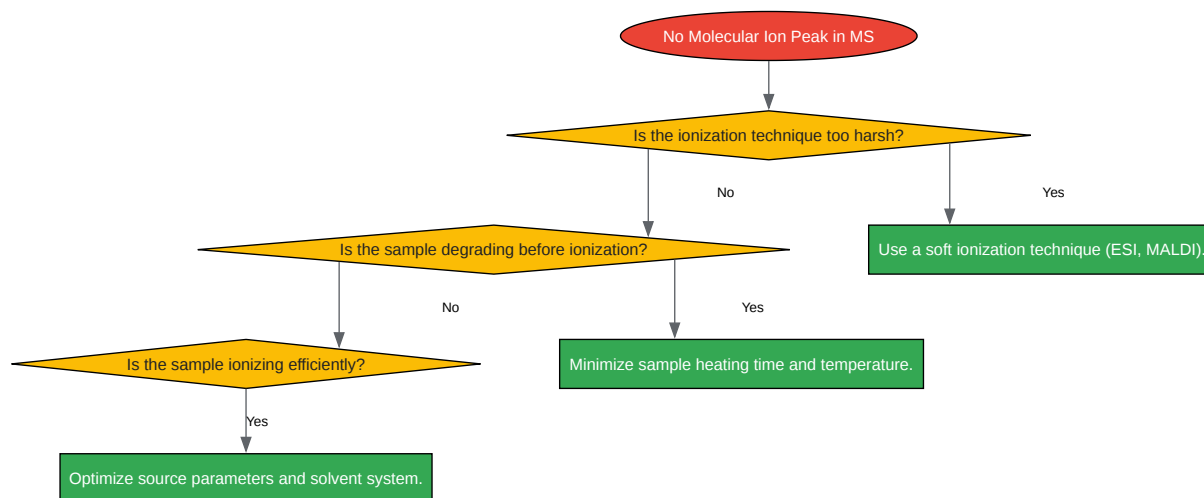 No Molecular Ion Peak in MS
Is the ionization technique too harsh?
No
Yes
Is the sample degrading before ionization?
Use a soft ionization technique (ESI, MALDI).
No
Yes
Is the sample ionizing efficiently?
Minimize sample heating time and temperature.
Yes
Optimize source parameters and solvent system.